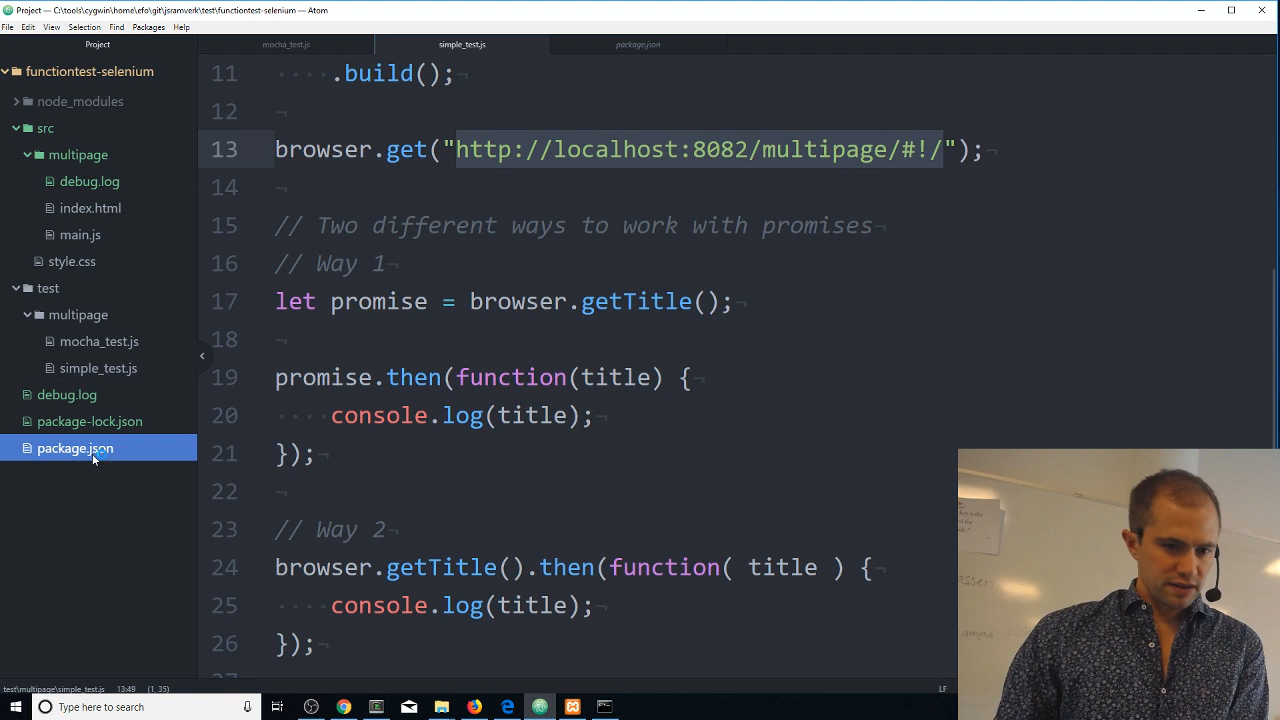 Project — C:\tools\cygwin\home\efo\git\jsramverk\test\functiontest-selenium — Atom
File Edit View Selection Find Packages Help
Project
mocha_test.js
simple_test.js
package.json
functiontest-selenium
node_modules
src
multipage
debug.log
index.html
main.js
style.css
test
multipage
mocha_test.js
simple_test.js
debug.log
package-lock.json
package.json
11 ····.build();¬
12 ¬
13 browser.get("http://localhost:8082/multipage/#!/");¬
14 ¬
15 // Two different ways to work with promises¬
16 // Way 1¬
17 let promise = browser.getTitle();¬
18 ¬
19 promise.then(function(title) {¬
20 ····console.log(title);¬
21 });¬
22 ¬
23 // Way 2¬
24 browser.getTitle().then(function( title ) {¬
25 ····console.log(title);¬
26 });¬
test\multipage\simple_test.js 13:49 (1, 35)
LF
Type here to search